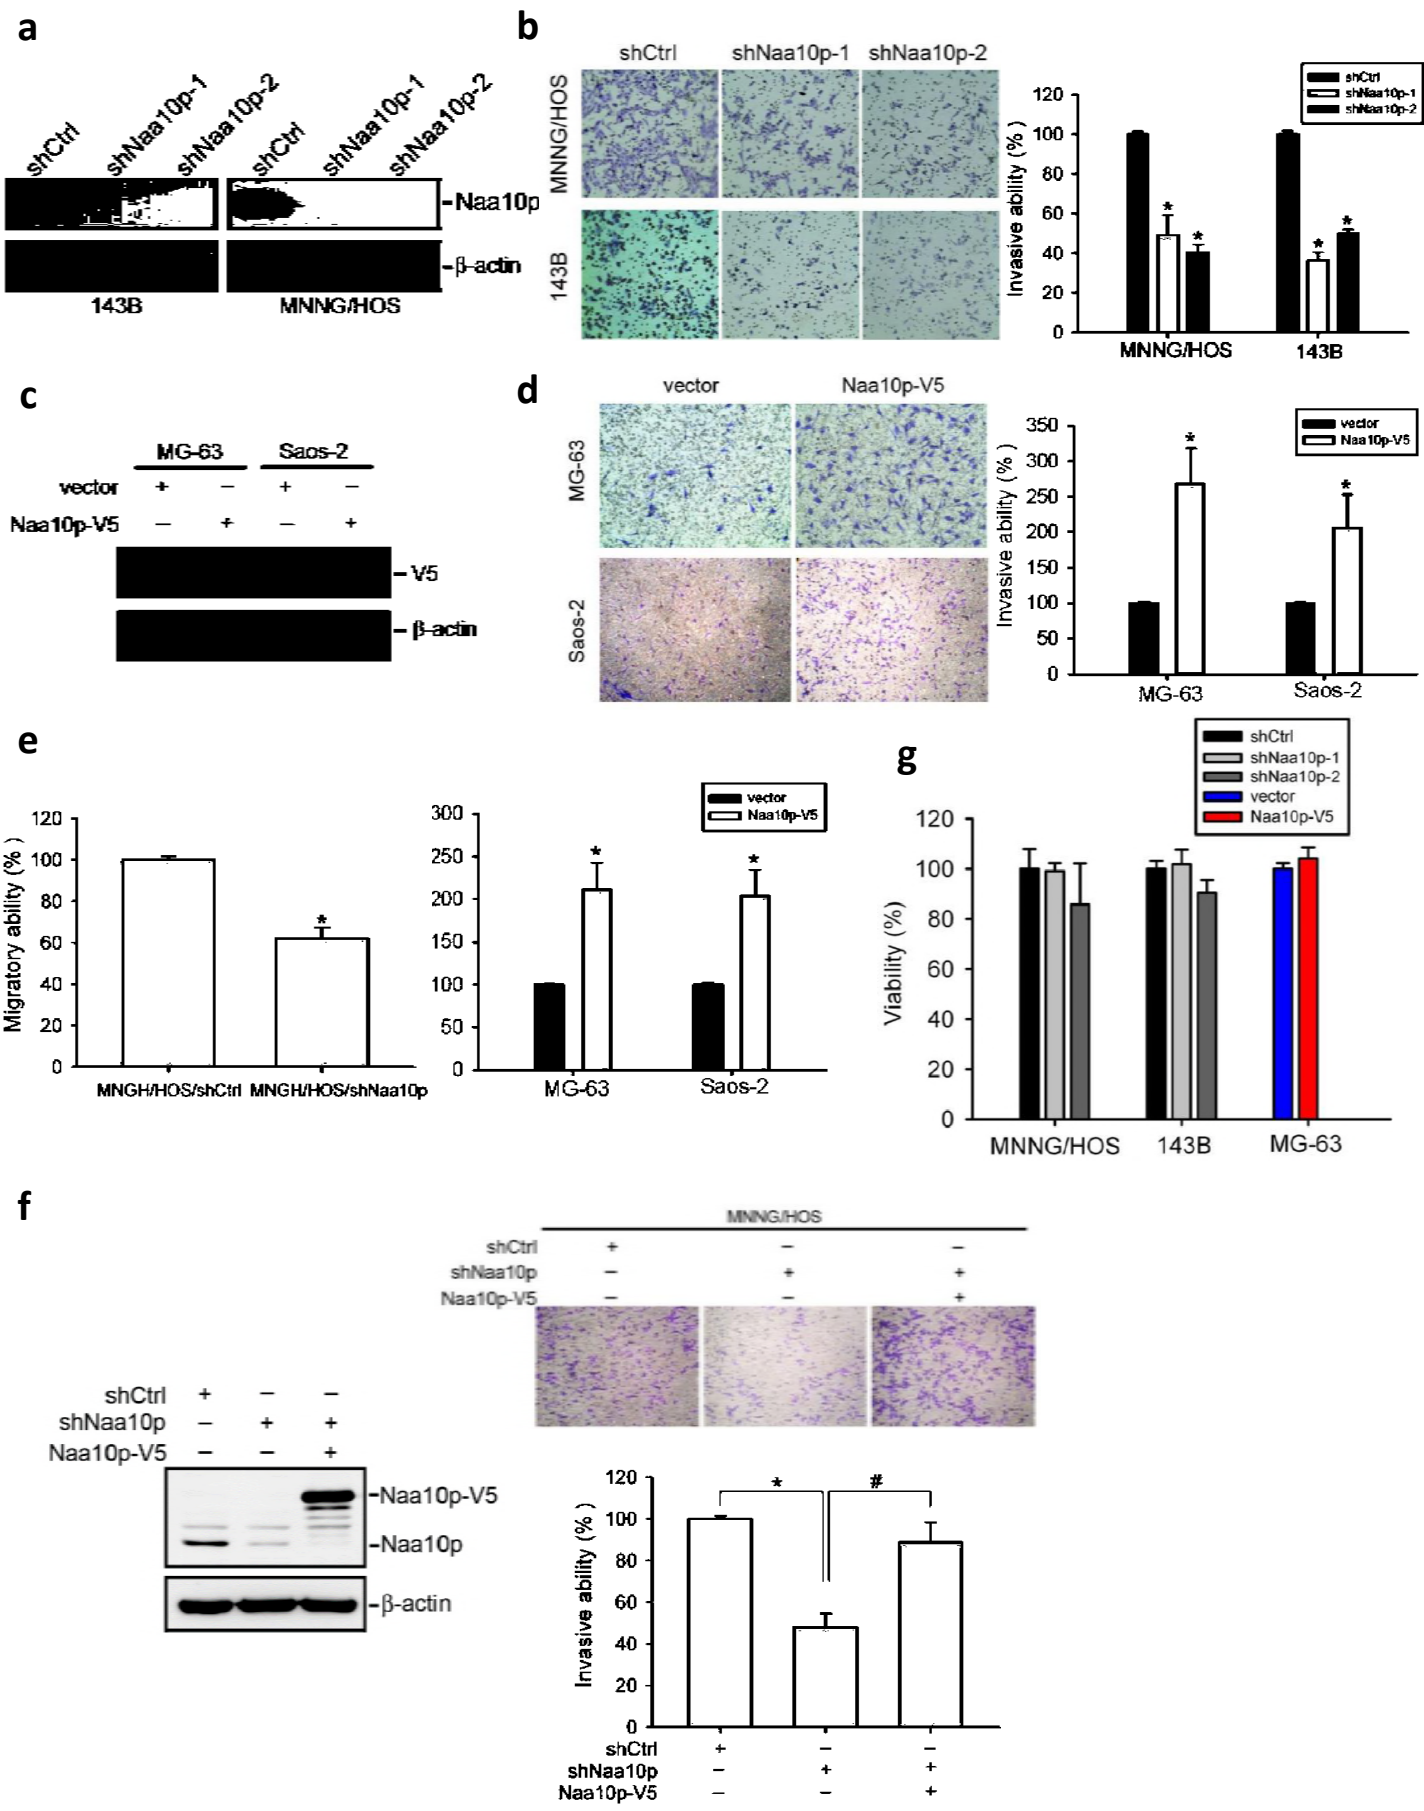 a
shCtrl
shNaa10p-1
shNaa10p-2
shCtrl
shNaa10p-1
shNaa10p-2
Naa10p
β-actin
143B MNNG/HOS
b
shCtrl shNaa10p-1 shNaa10p-2
MNNG/HOS
143B
Invasive ability (%)
120
100
80
60
40
20
0
* * * *
MNNG/HOS 143B
shCtrl
shNaa10p-1
shNaa10p-2
c
MG-63 Saos-2
vector + − + −
Naa10p-V5 − + − +
V5
β-actin
d
vector Naa10p-V5
MG-63
Saos-2
Invasive ability (%)
350
300
250
200
150
100
50
0
* *
MG-63 Saos-2
vector
Naa10p-V5
e
Migratory ability (%)
120
100
80
60
40
20
0
*
MNGH/HOS/shCtrl MNGH/HOS/shNaa10p
300
250
200
150
100
50
0
* *
MG-63 Saos-2
vector
Naa10p-V5
g
shCtrl
shNaa10p-1
shNaa10p-2
vector
Naa10p-V5
Viability (%)
120
100
80
60
40
20
0
MNNG/HOS 143B MG-63
f
shCtrl + − −
shNaa10p − + +
Naa10p-V5 − − +
Naa10p-V5
Naa10p
β-actin
MNNG/HOS
shCtrl + − −
shNaa10p − + +
Naa10p-V5 − − +
Invasive ability (%)
120
100
80
60
40
20
0
* #
shCtrl + − −
shNaa10p − + +
Naa10p-V5 − − +